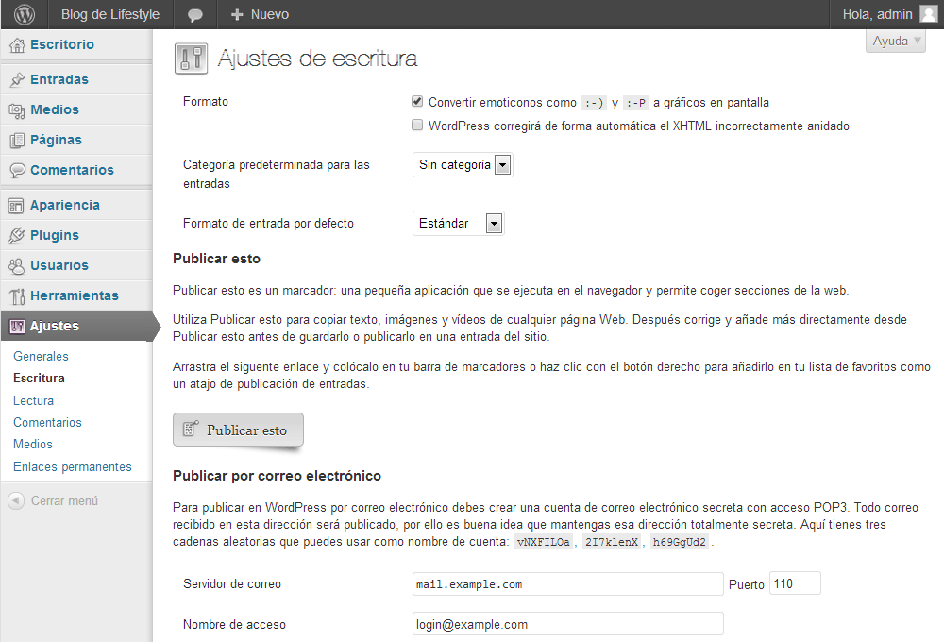 Blog de Lifestyle
Nuevo
Hola, admin
Ayuda
Escritorio
Entradas
Medios
Páginas
Comentarios
Apariencia
Plugins
Usuarios
Herramientas
Ajustes
Generales
Escritura
Lectura
Comentarios
Medios
Enlaces permanentes
Cerrar menú
Ajustes de escritura
Formato
Convertir emoticonos como :-) y :-P a gráficos en pantalla
WordPress corregirá de forma automática el XHTML incorrectamente anidado
Categoría predeterminada para las
entradas
Sin categoría
Formato de entrada por defecto
Estándar
Publicar esto
Publicar esto es un marcador: una pequeña aplicación que se ejecuta en el navegador y permite coger secciones de la web.
Utiliza Publicar esto para copiar texto, imágenes y vídeos de cualquier página Web. Después corrige y añade más directamente desde
Publicar esto antes de guardarlo o publicarlo en una entrada del sitio.
Arrastra el siguiente enlace y colócalo en tu barra de marcadores o haz clic con el botón derecho para añadirlo en tu lista de favoritos como
un atajo de publicación de entradas.
Publicar esto
Publicar por correo electrónico
Para publicar en WordPress por correo electrónico debes crear una cuenta de correo electrónico secreta con acceso POP3. Todo correo
recibido en esta dirección será publicado, por ello es buena idea que mantengas esa dirección totalmente secreta. Aquí tienes tres
cadenas aleatorias que puedes usar como nombre de cuenta: vNXFILOa, 2I7klenX, h69GgUd2.
Servidor de correo
mail.example.com
Puerto
110
Nombre de acceso
login@example.com